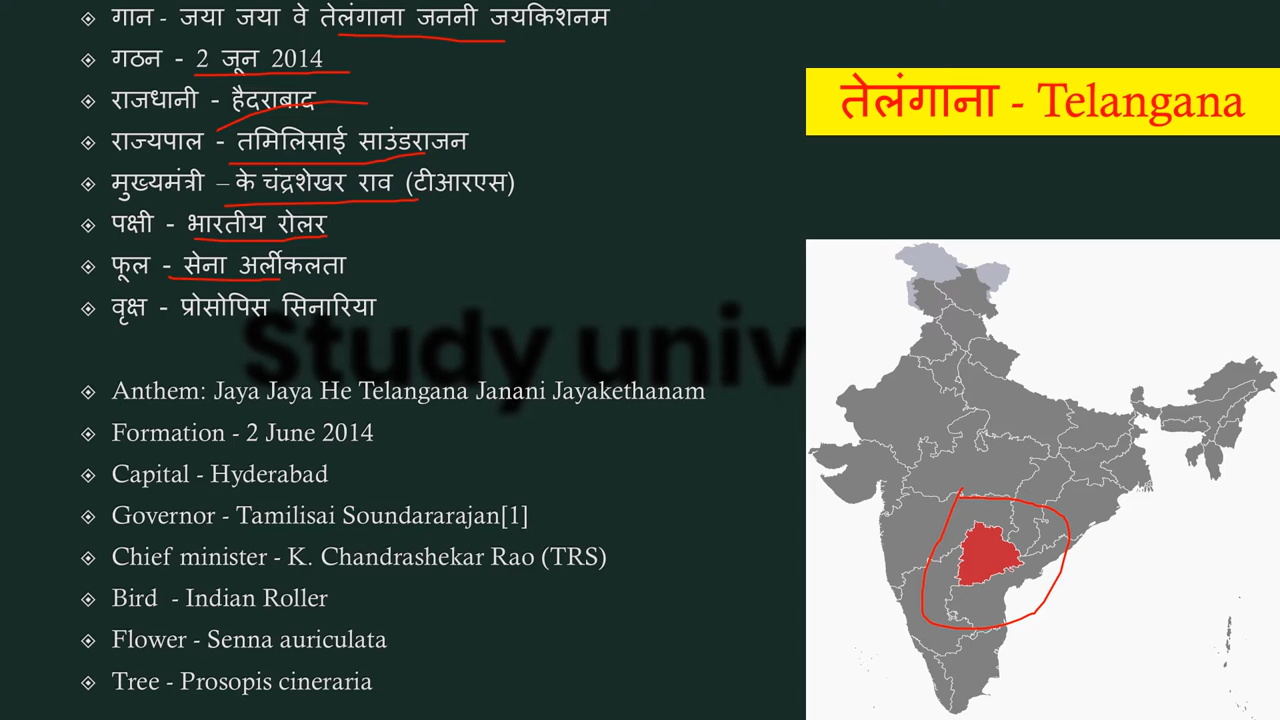 गान - जया जया वे तेलंगाना जननी जयकिशनम
गठन - 2 जून 2014
राजधानी - हैदराबाद
राज्यपाल - तमिलिसाई साउंडराजन
मुख्यमंत्री – के चंद्रशेखर राव (टीआरएस)
पक्षी - भारतीय रोलर
फूल - सेना अर्लीकलता
वृक्ष - प्रोसोपिस सिनारिया
Study univ
Anthem: Jaya Jaya He Telangana Janani Jayakethanam
Formation - 2 June 2014
Capital - Hyderabad
Governor - Tamilisai Soundararajan[1]
Chief minister - K. Chandrashekar Rao (TRS)
Bird - Indian Roller
Flower - Senna auriculata
Tree - Prosopis cineraria
तेलंगाना - Telangana